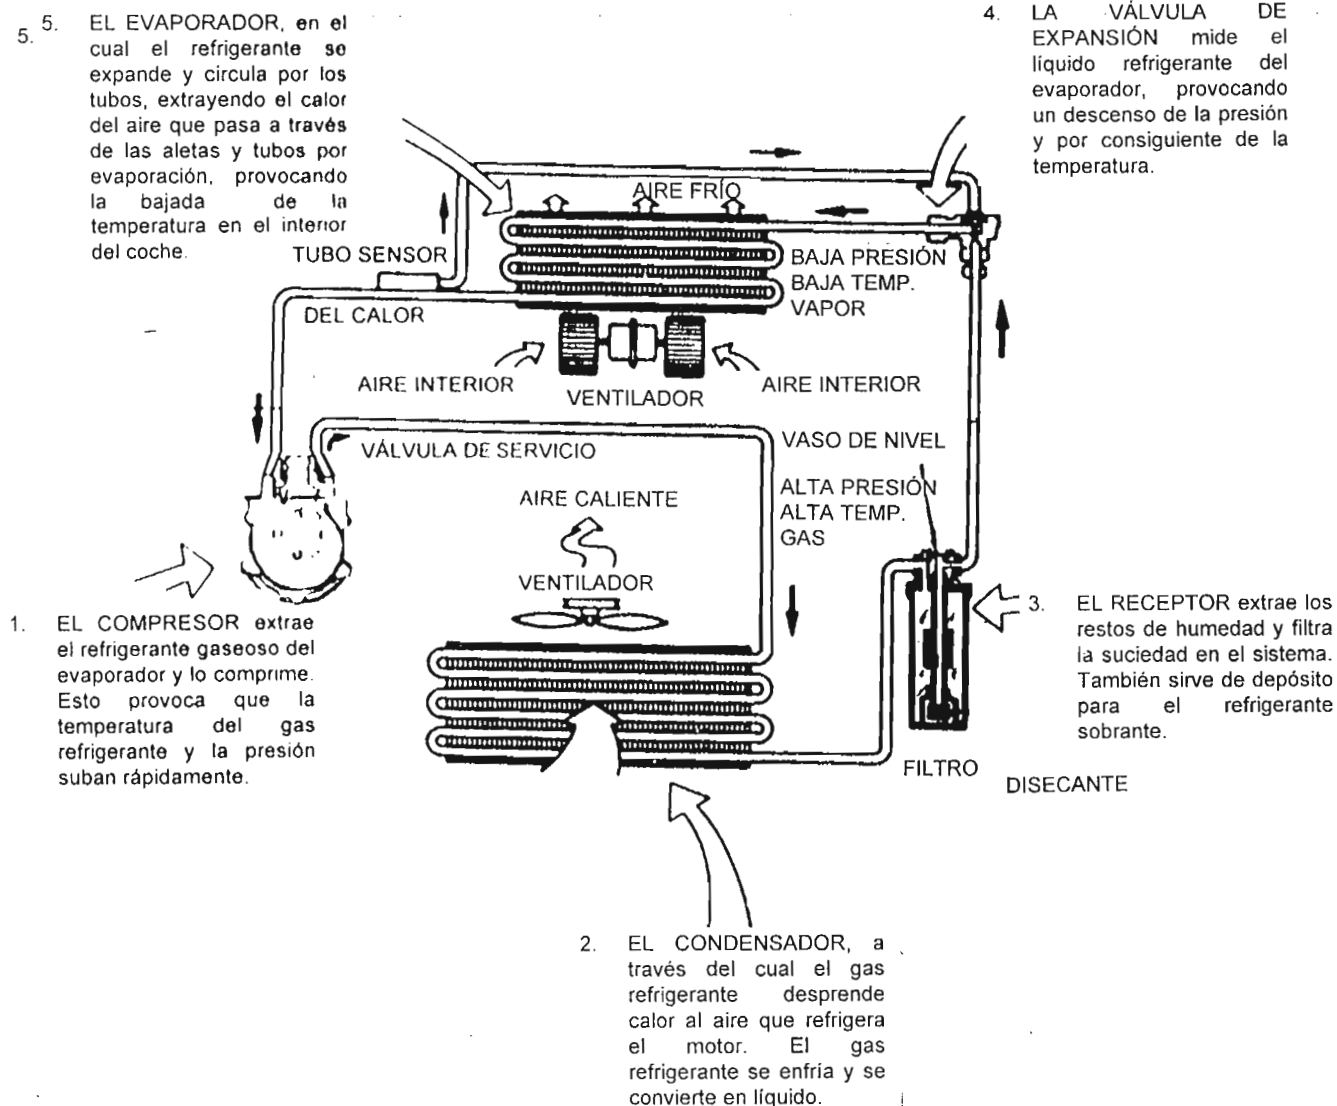 5. 5. EL EVAPORADOR, en el
cual el refrigerante se
expande y circula por los
tubos, extrayendo el calor
del aire que pasa a través
de las aletas y tubos por
evaporación, provocando
la bajada de la
temperatura en el interior
del coche.
4. LA VÁLVULA DE
EXPANSIÓN mide el
líquido refrigerante del
evaporador, provocando
un descenso de la presión
y por consiguiente de la
temperatura.
AIRE FRÍO
TUBO SENSOR
DEL CALOR
BAJA PRESIÓN
BAJA TEMP.
VAPOR
AIRE INTERIOR
VENTILADOR
AIRE INTERIOR
VÁLVULA DE SERVICIO
VASO DE NIVEL
AIRE CALIENTE
ALTA PRESIÓN
ALTA TEMP.
GAS
VENTILADOR
1. EL COMPRESOR extrae
el refrigerante gaseoso del
evaporador y lo comprime.
Esto provoca que la
temperatura del gas
refrigerante y la presión
suban rápidamente.
3. EL RECEPTOR extrae los
restos de humedad y filtra
la suciedad en el sistema.
También sirve de depósito
para el refrigerante
sobrante.
FILTRO
DISECANTE
2. EL CONDENSADOR, a
través del cual el gas
refrigerante desprende
calor al aire que refrigera
el motor. El gas
refrigerante se enfría y se
convierte en líquido.